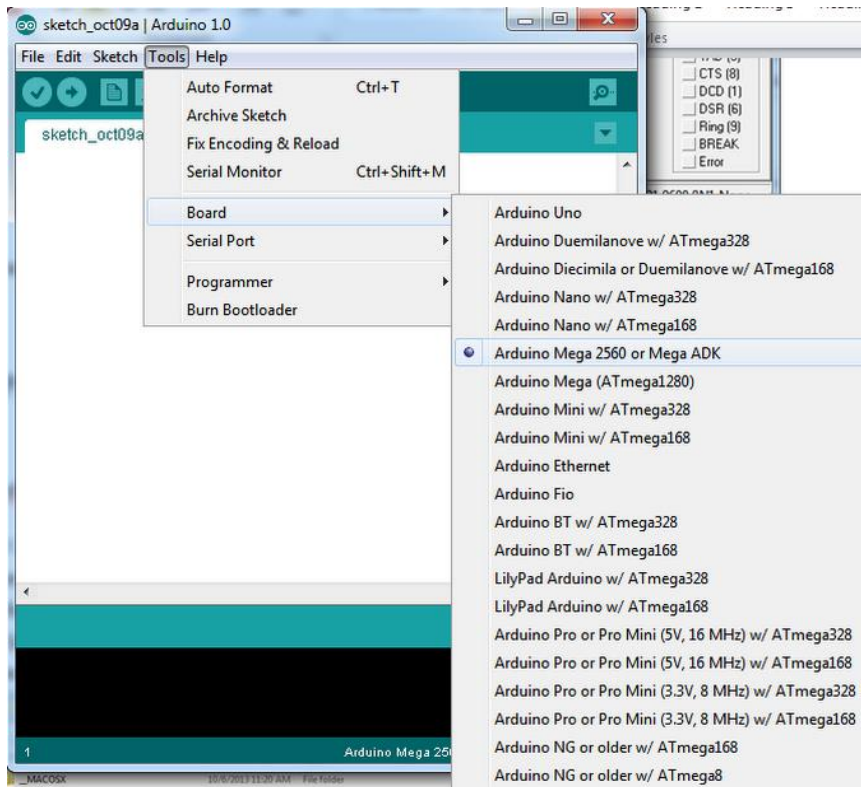 sketch_oct09a | Arduino 1.0
File Edit Sketch Tools Help
sketch_oct09a
Auto Format Ctrl+T
Archive Sketch
Fix Encoding & Reload
Serial Monitor Ctrl+Shift+M
Board
Serial Port
Programmer
Burn Bootloader
CTS (8)
DCD (1)
DSR (6)
Ring (9)
BREAK
Error
Arduino Uno
Arduino Duemilanove w/ ATmega328
Arduino Diecimila or Duemilanove w/ ATmega168
Arduino Nano w/ ATmega328
Arduino Nano w/ ATmega168
Arduino Mega 2560 or Mega ADK
Arduino Mega (ATmega1280)
Arduino Mini w/ ATmega328
Arduino Mini w/ ATmega168
Arduino Ethernet
Arduino Fio
Arduino BT w/ ATmega328
Arduino BT w/ ATmega168
LilyPad Arduino w/ ATmega328
LilyPad Arduino w/ ATmega168
Arduino Pro or Pro Mini (5V, 16 MHz) w/ ATmega328
Arduino Pro or Pro Mini (5V, 16 MHz) w/ ATmega168
Arduino Pro or Pro Mini (3.3V, 8 MHz) w/ ATmega328
Arduino Pro or Pro Mini (3.3V, 8 MHz) w/ ATmega168
Arduino NG or older w/ ATmega168
Arduino NG or older w/ ATmega8
1 Arduino Mega 25
_MACOSX 10/6/2013 11:20 AM File folder